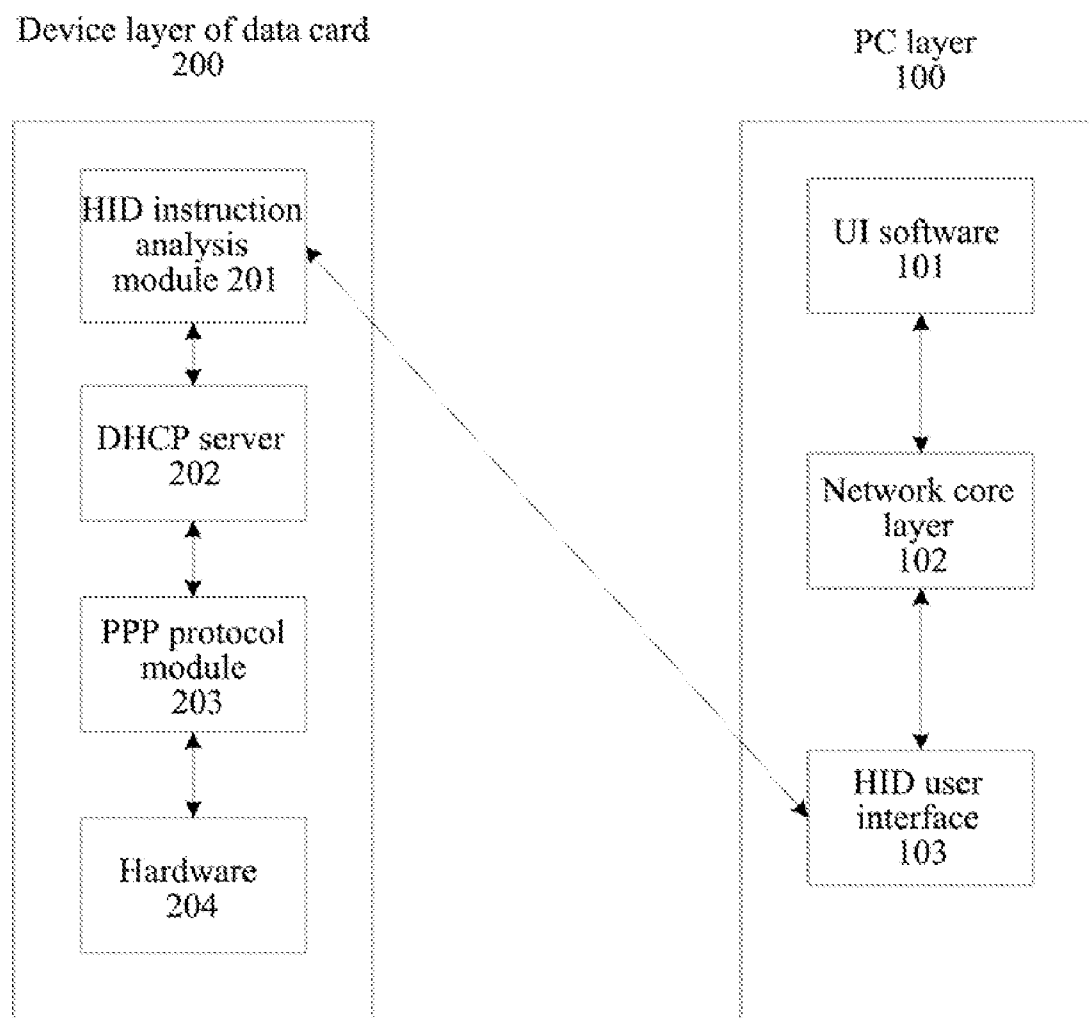 Device layer of data card
200
HID instruction
analysis
module 201
DHCP server
202
PPP protocol
module
203
Hardware
204
PC layer
100
UI software
101
Network core
layer
102
HID user
interface
103